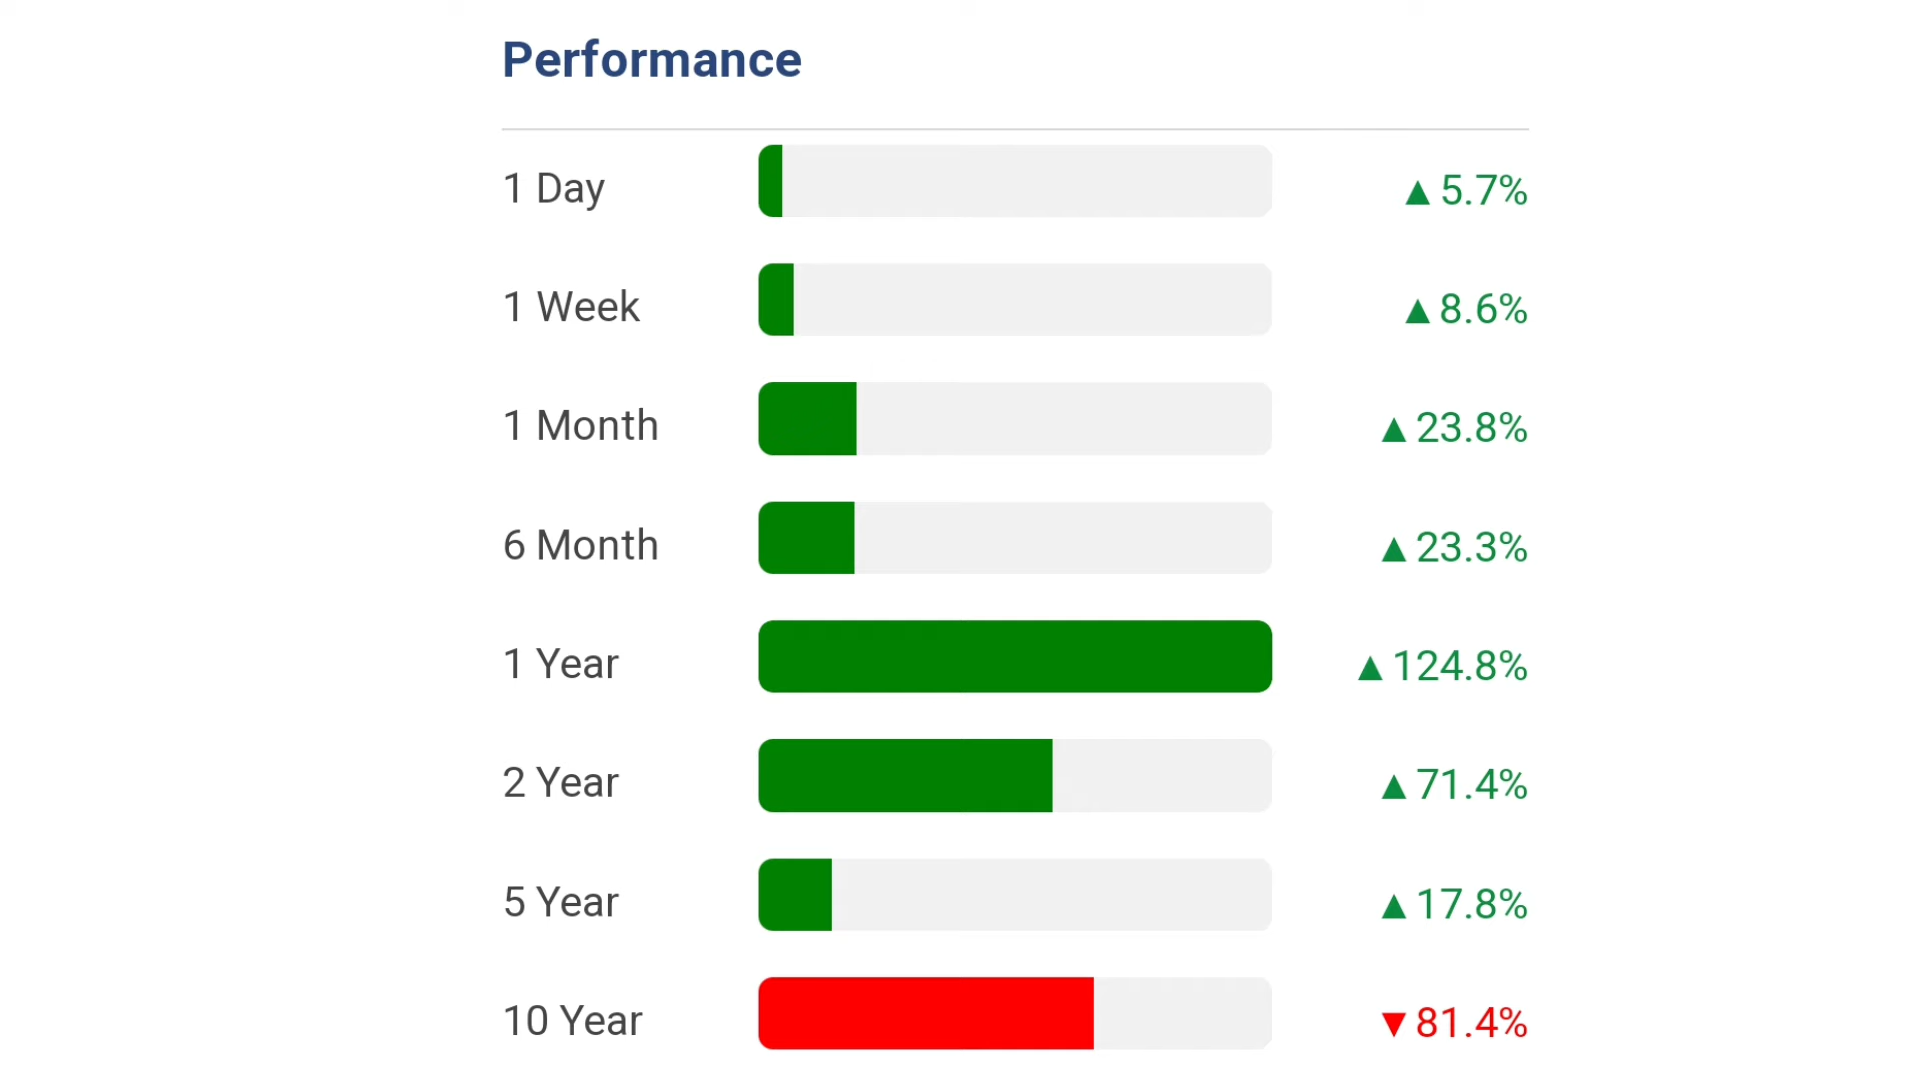 Performance
1 Day ▲ 5.7%
1 Week ▲ 8.6%
1 Month ▲ 23.8%
6 Month ▲ 23.3%
1 Year ▲ 124.8%
2 Year ▲ 71.4%
5 Year ▲ 17.8%
10 Year ▼ 81.4%